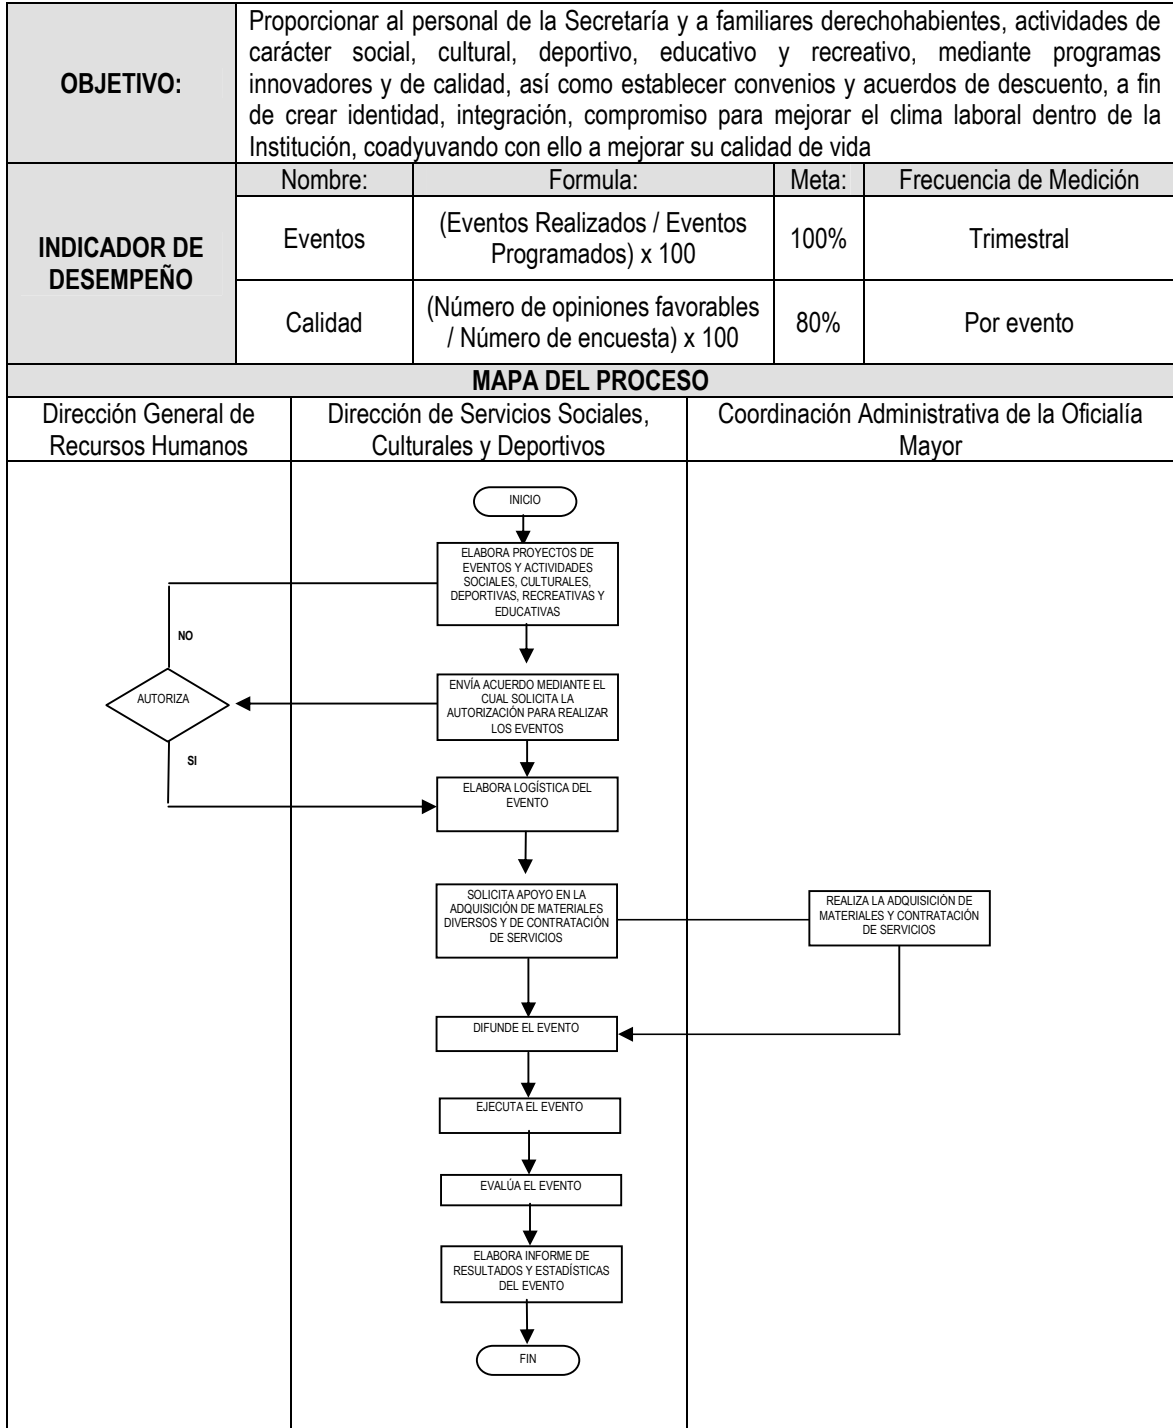 OBJETIVO:
Proporcionar al personal de la Secretaría y a familiares derechohabientes, actividades de
carácter social, cultural, deportivo, educativo y recreativo, mediante programas
innovadores y de calidad, así como establecer convenios y acuerdos de descuento, a fin
de crear identidad, integración, compromiso para mejorar el clima laboral dentro de la
Institución, coadyuvando con ello a mejorar su calidad de vida
INDICADOR DE
DESEMPEÑO
Nombre: Formula: Meta: Frecuencia de Medición
Eventos
(Eventos Realizados / Eventos
Programados) x 100
100%
Trimestral
Calidad
(Número de opiniones favorables
/ Número de encuesta) x 100
80%
Por evento
MAPA DEL PROCESO
Dirección General de
Recursos Humanos
Dirección de Servicios Sociales,
Culturales y Deportivos
Coordinación Administrativa de la Oficialía
Mayor
INICIO
ELABORA PROYECTOS DE
EVENTOS Y ACTIVIDADES
SOCIALES, CULTURALES,
DEPORTIVAS, RECREATIVAS Y
EDUCATIVAS
NO
AUTORIZA
ENVÍA ACUERDO MEDIANTE EL
CUAL SOLICITA LA
AUTORIZACIÓN PARA REALIZAR
LOS EVENTOS
SI
ELABORA LOGÍSTICA DEL
EVENTO
SOLICITA APOYO EN LA
ADQUISICIÓN DE MATERIALES
DIVERSOS Y DE CONTRATACIÓN
DE SERVICIOS
REALIZA LA ADQUISICIÓN DE
MATERIALES Y CONTRATACIÓN
DE SERVICIOS
DIFUNDE EL EVENTO
EJECUTA EL EVENTO
EVALÚA EL EVENTO
ELABORA INFORME DE
RESULTADOS Y ESTADÍSTICAS
DEL EVENTO
FIN